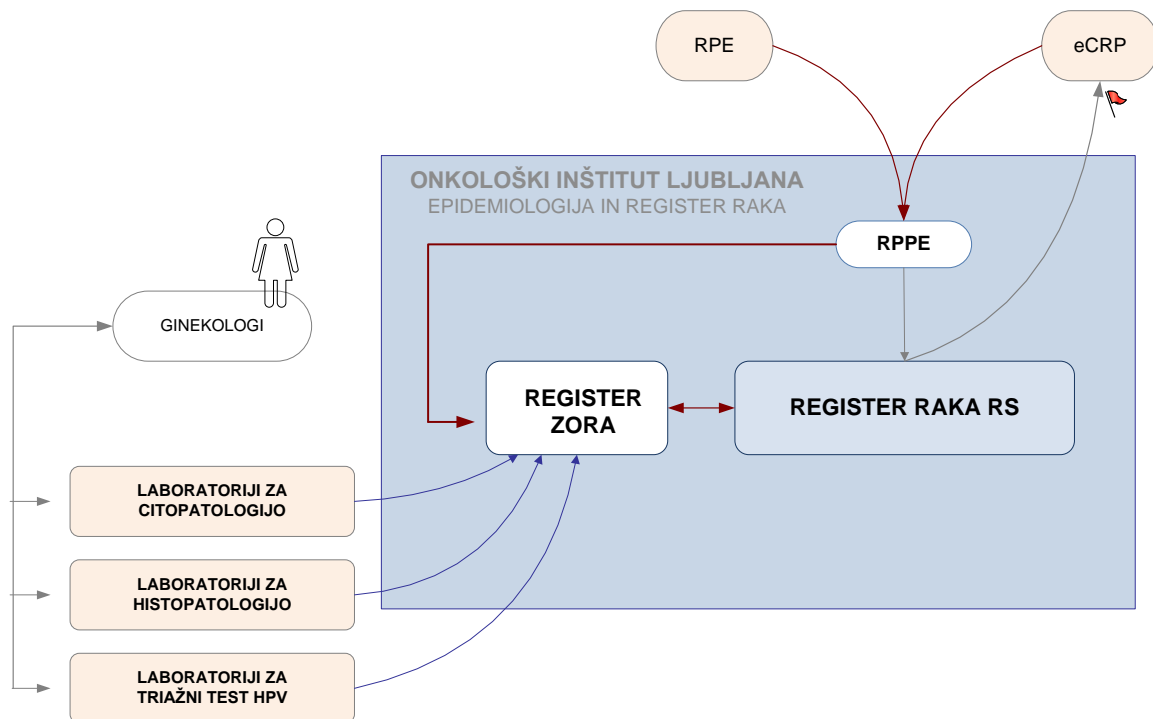 RPE
eCRP
ONKOLOŠKI INŠTITUT LJUBLJANA
EPIDEMIOLOGIJA IN REGISTER RAKA
RPPE
GINEKOLOGI
REGISTER
ZORA
REGISTER RAKA RS
LABORATORIJI ZA
CITOPATOLOGIJO
LABORATORIJI ZA
HISTOPATOLOGIJO
LABORATORIJI ZA
TRIAŽNI TEST HPV